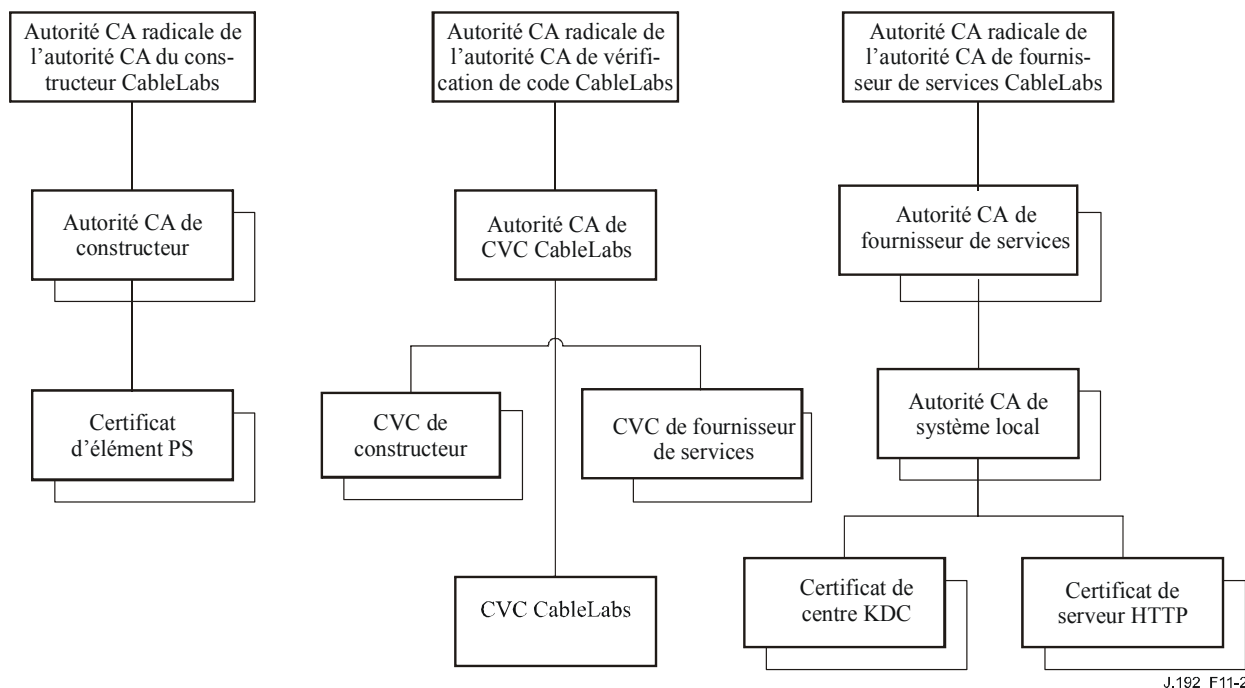 Autorité CA radicale de
l'autorité CA du cons-
tructeur CableLabs
Autorité CA radicale de
l'autorité CA de vérifi-
cation de code CableLabs
Autorité CA radicale de
l'autorité CA de fournis-
seur de services CableLabs
Autorité CA de
constructeur
Autorité CA de
CVC CableLabs
Autorité CA de
fournisseur de services
Certificat
d'élément PS
CVC de
constructeur
CVC de fournisseur
de services
Autorité CA de
système local
CVC CableLabs
Certificat de
centre KDC
Certificat de
serveur HTTP
J.192_F11-2